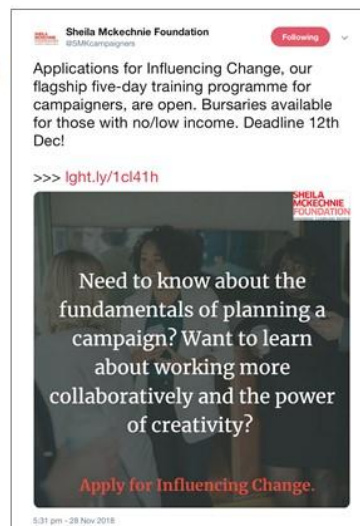 Sheila Mckechnie Foundation
@SMKcampaigners
Following
Applications for Influencing Change, our
flagship five-day training programme for
campaigners, are open. Bursaries available
for those with no/low income. Deadline 12th
Dec!
>>> lght.ly/1cl41h
SHEILA
MCKECHNIE
FOUNDATION
Need to know about the
fundamentals of planning a
campaign? Want to learn
about working more
collaboratively and the power
of creativity?
Apply for Influencing Change.
5:31 pm - 28 Nov 2018